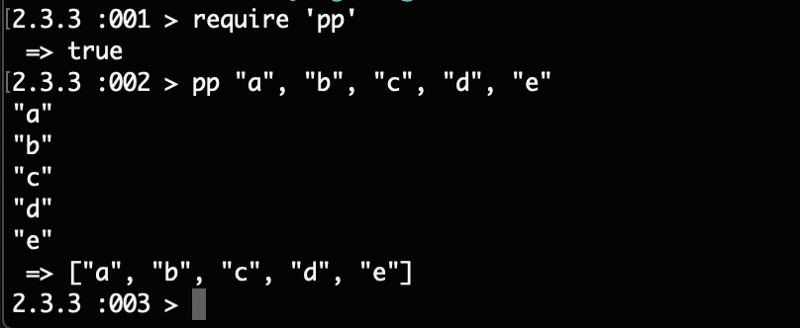 [2.3.3 :001 > require 'pp'
=> true
[2.3.3 :002 > pp "a", "b", "c", "d", "e"
"a"
"b"
"c"
"d"
"e"
=> ["a", "b", "c", "d", "e"]
2.3.3 :003 >